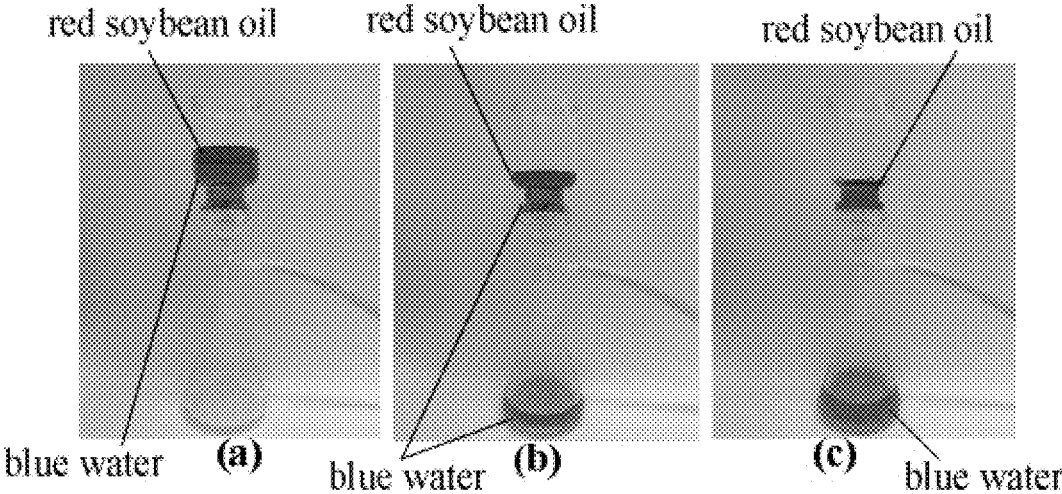 red soybean oil
red soybean oil
red soybean oil
blue water
(a)
blue water
(b)
(c)
blue water